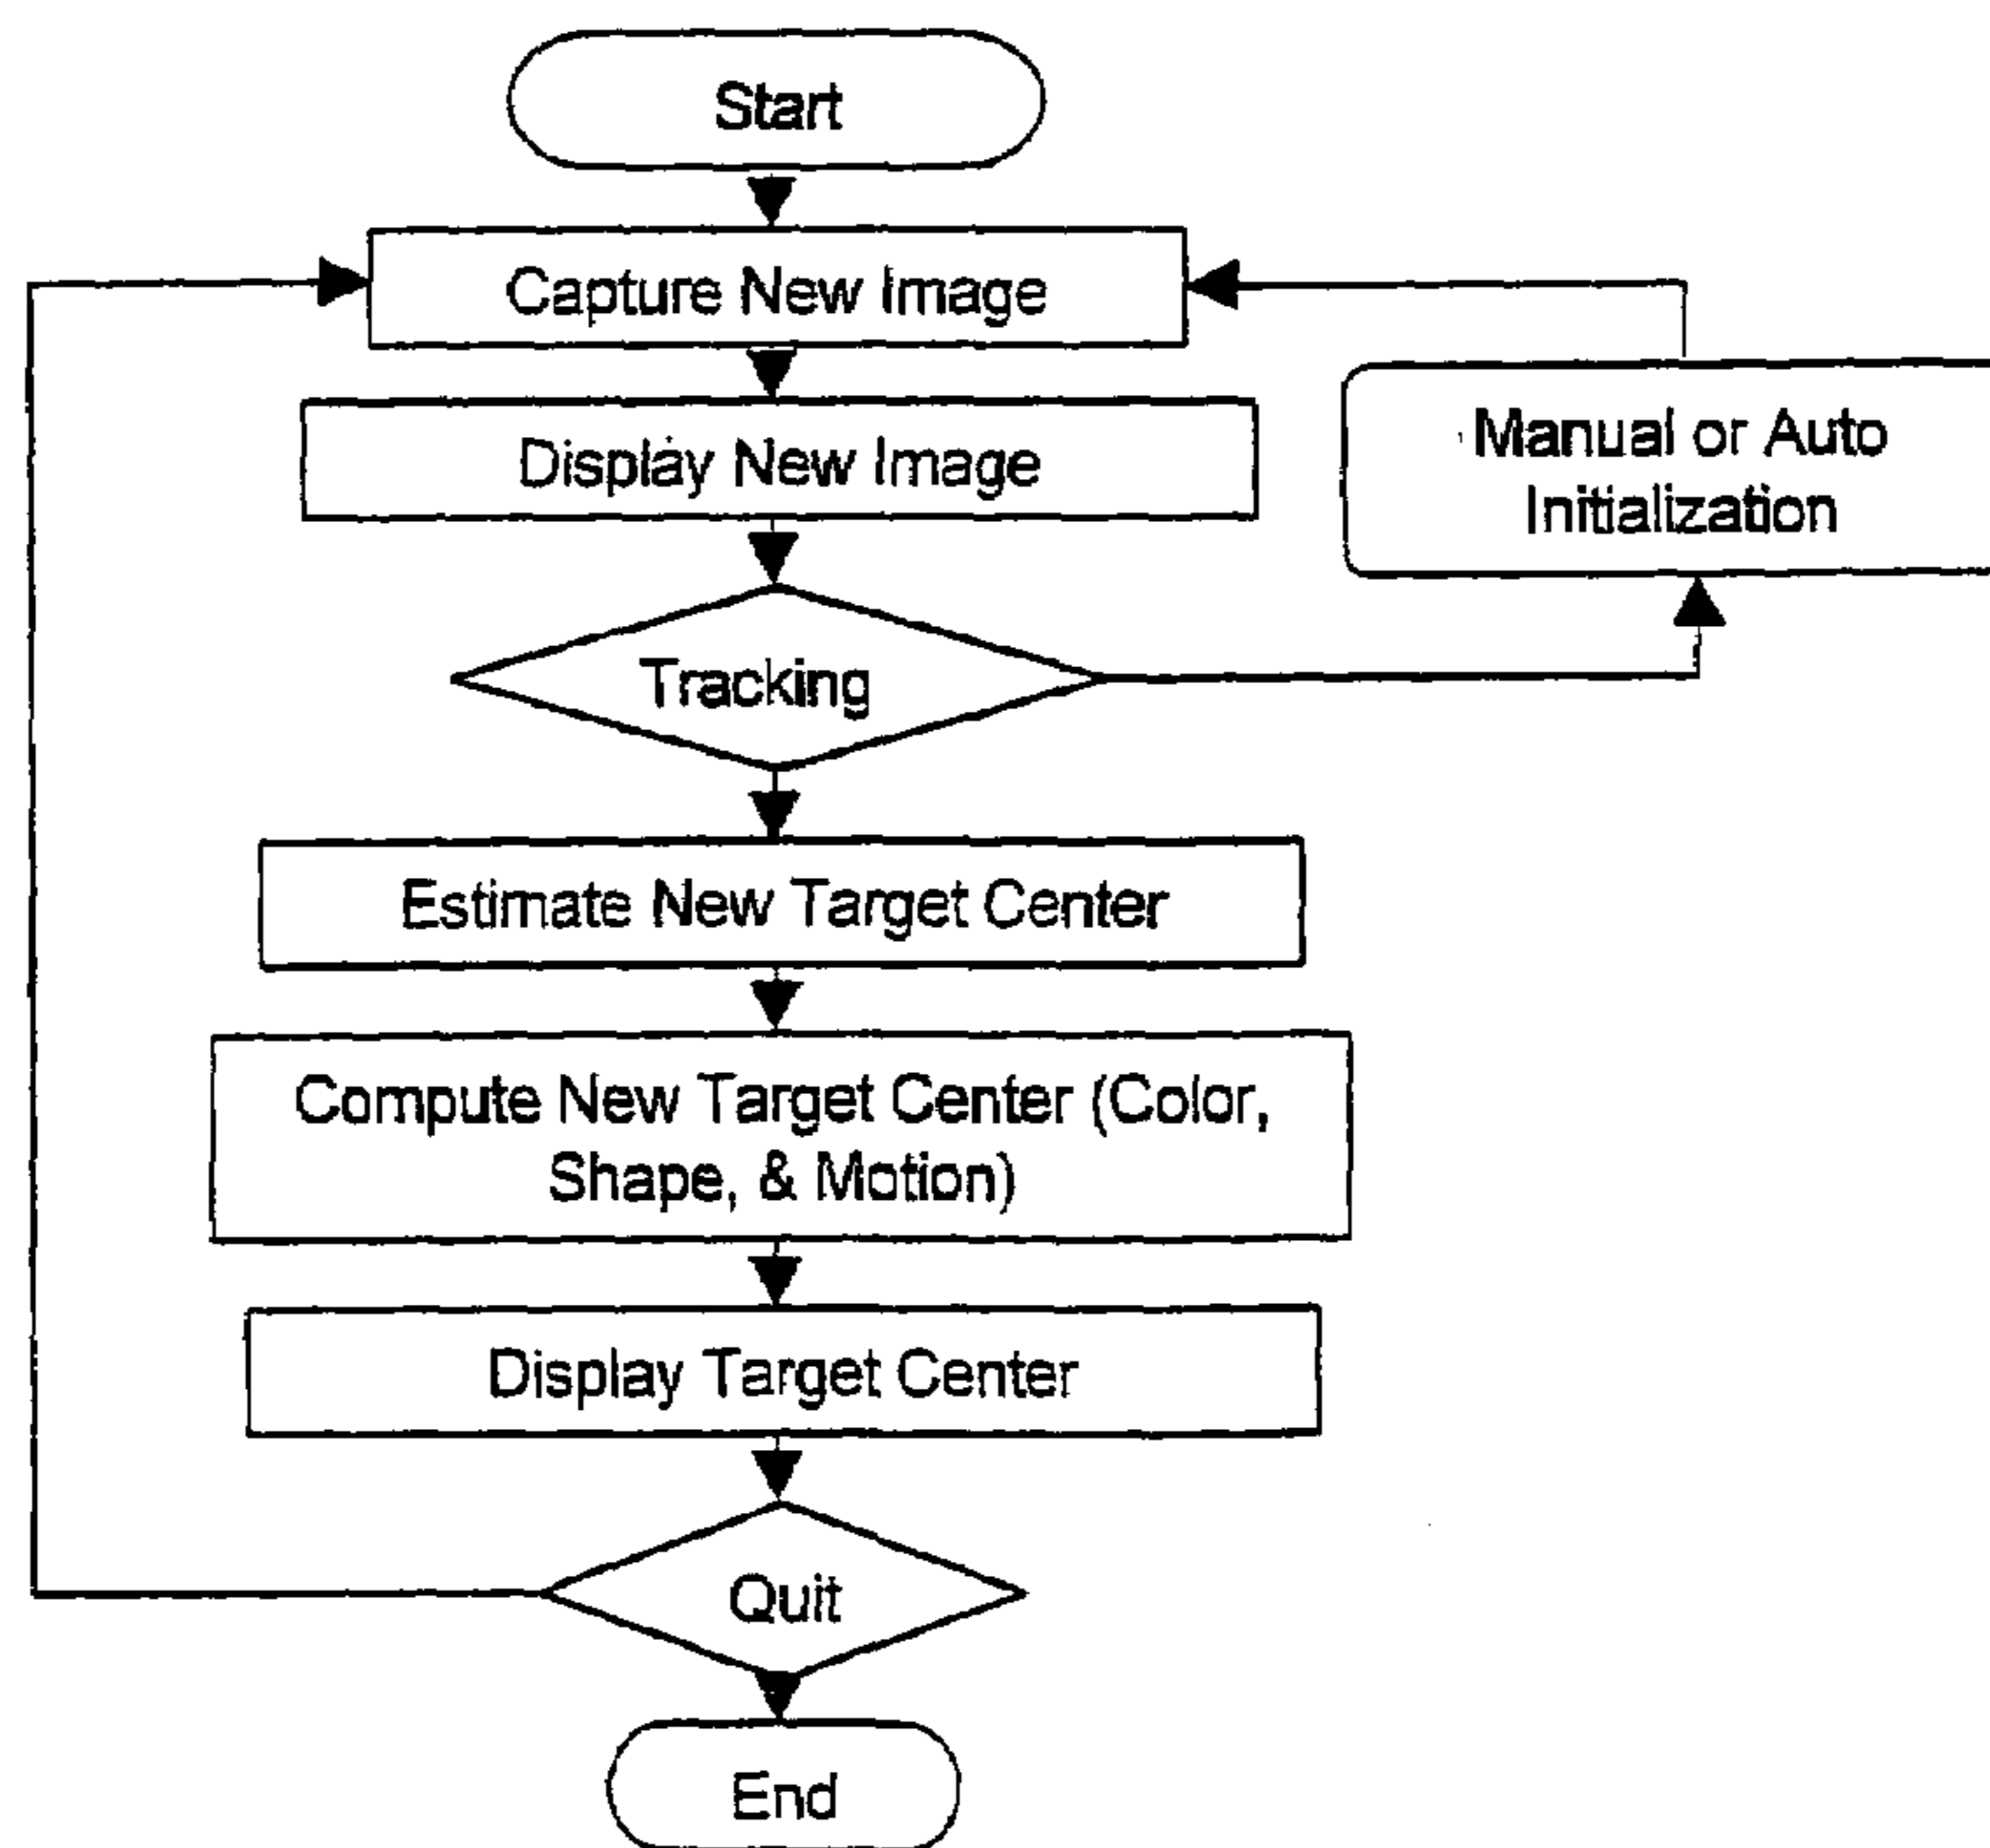 Start
Capture New Image
Display New Image
Manual or Auto
Initialization
Tracking
Estimate New Target Center
Compute New Target Center (Color,
Shape, & Motion)
Display Target Center
Quit
End